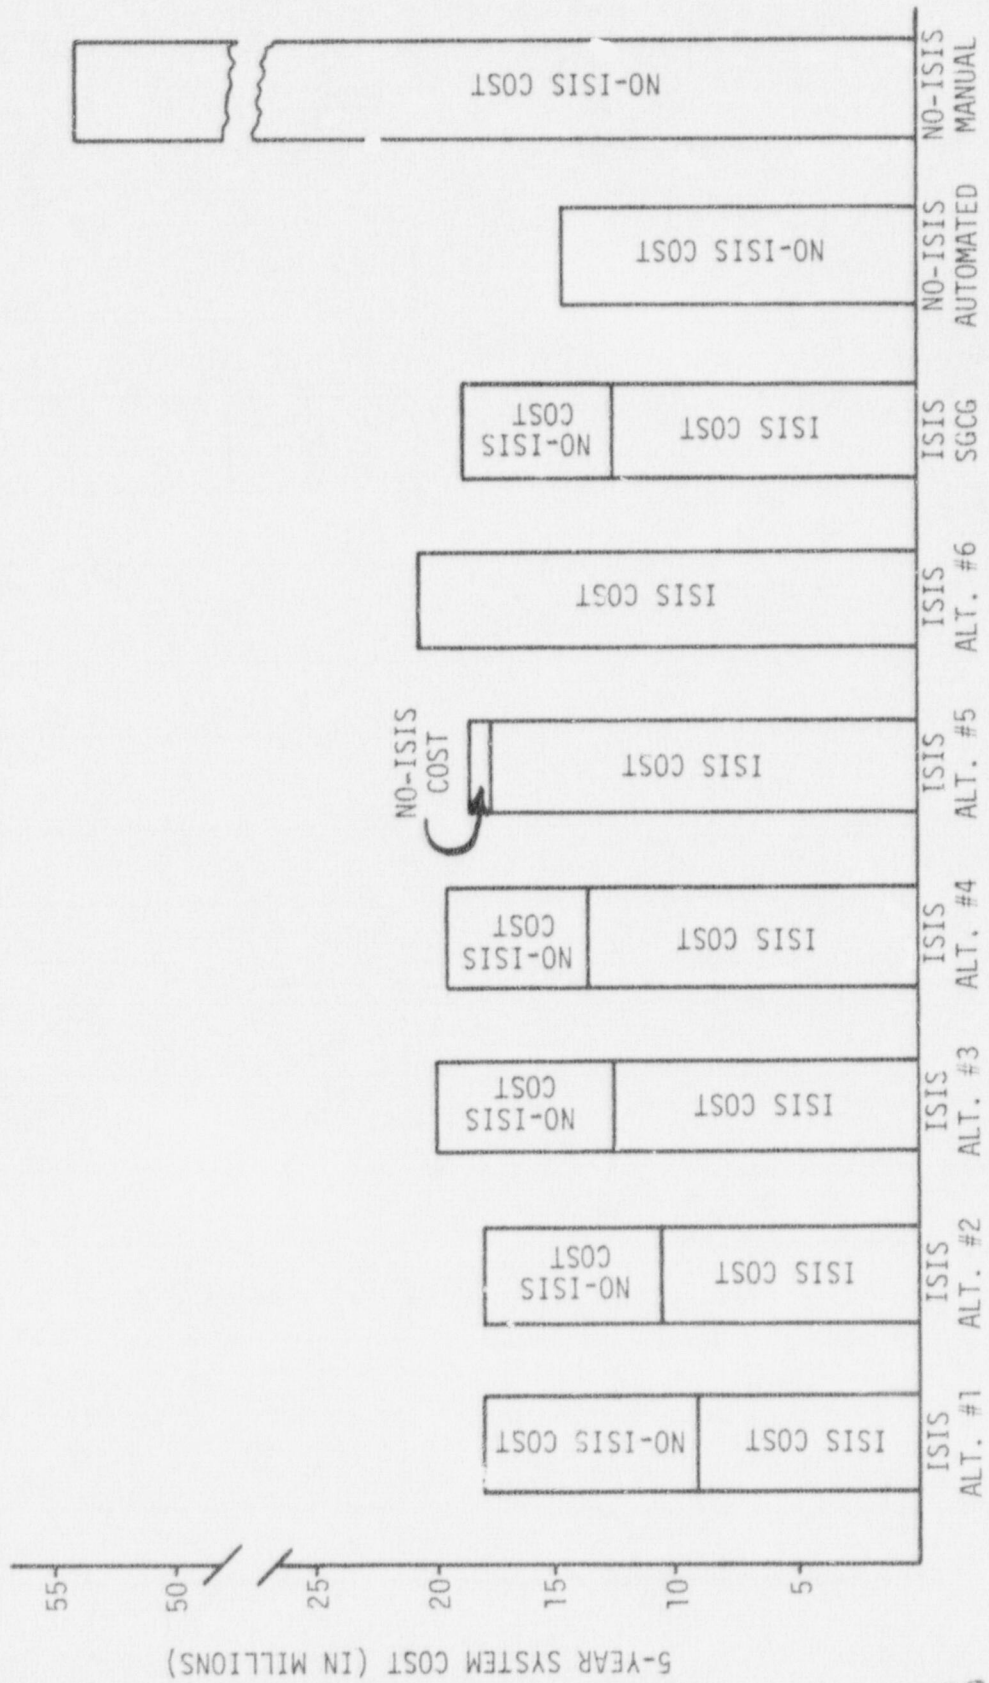 5-YEAR SYSTEM COST (IN MILLIONS)
55
50
25
20
15
10
5
NO-ISIS COST
ISIS COST
ISIS
ALT. #1
NO-ISIS
COST
ISIS COST
ISIS
ALT. #2
NO-ISIS
COST
ISIS COST
ISIS
ALT. #3
NO-ISIS
COST
ISIS COST
ISIS
ALT. #4
NO-ISIS
COST
ISIS COST
ISIS
ALT. #5
ISIS COST
ISIS
ALT. #6
NO-ISIS
COST
ISIS COST
ISIS
SGCG
NO-ISIS COST
NO-ISIS
AUTOMATED
NO-ISIS COST
NO-ISIS
MANUAL